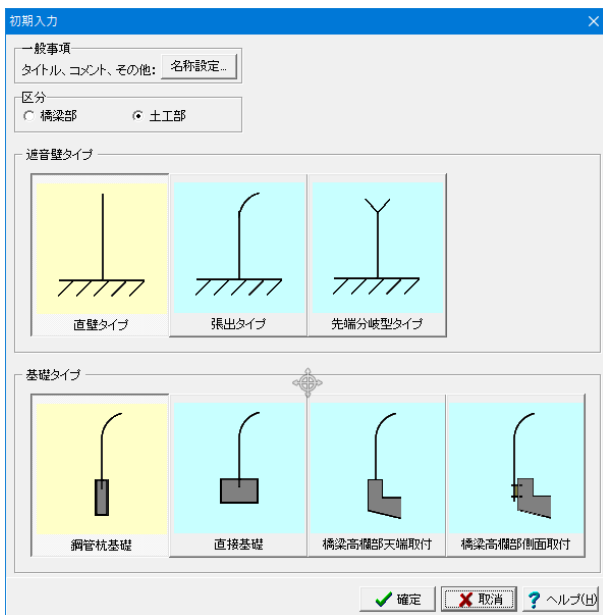 初期入力
一般事項
タイトル、コメント、その他: 名称設定...
区分
橋梁部 土工部
遮音壁タイプ
直壁タイプ 張出タイプ 先端分岐型タイプ
基礎タイプ
鋼管杭基礎 直接基礎 橋梁高欄部天端取付 橋梁高欄部側面取付
確定 取消 ? ヘルプ(H)